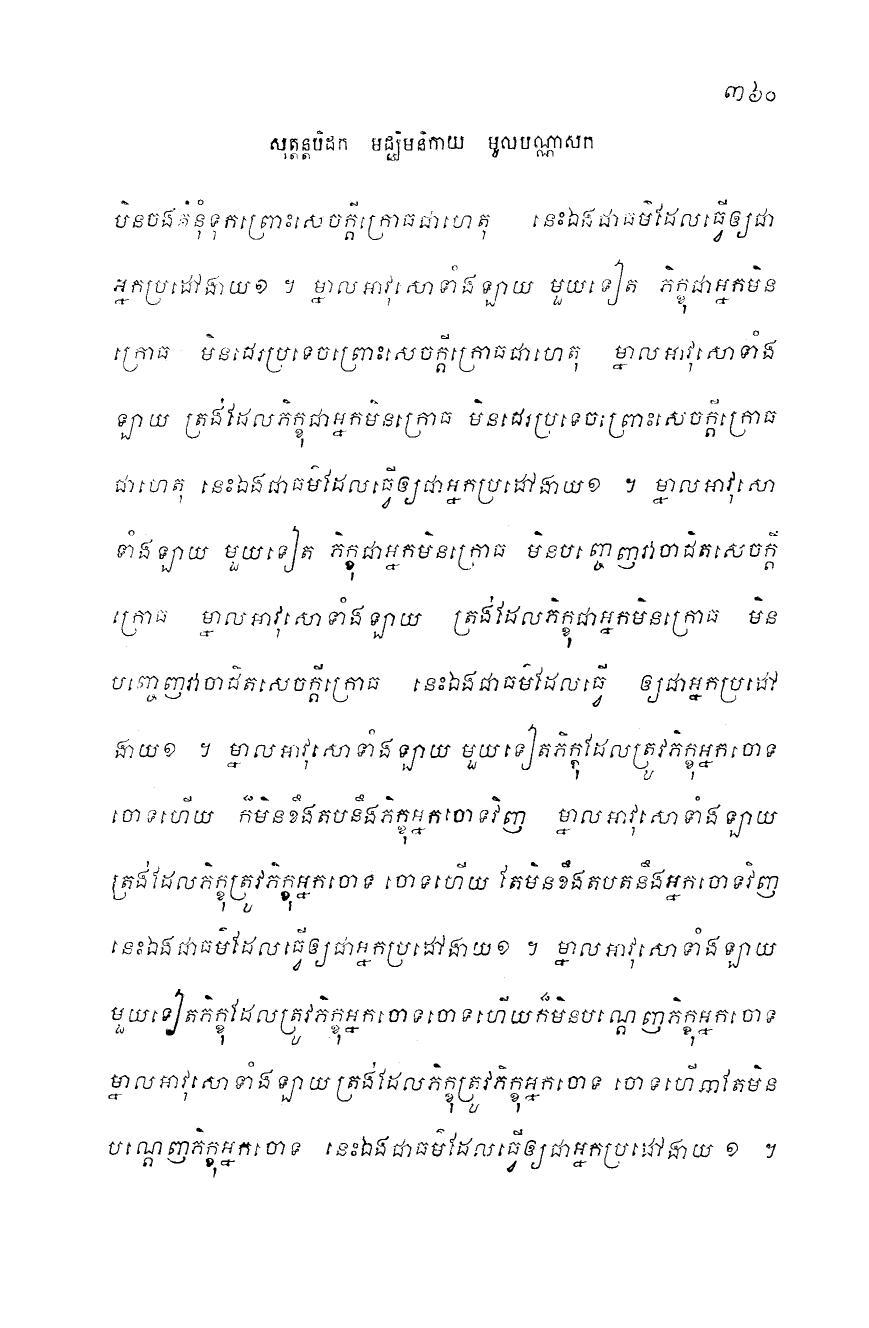 ៣៦០
សុត្តន្តបិដក មជ្ឈិមនិកាយ មូលបណ្ណាសក
មិនចងគំនុំទុកព្រោះសេចក្តីក្រោធជាហេតុ នេះឯងជាធម៌ដែលធ្វើឲ្យជា
អ្នកប្រដៅងាយ១ ។ ម្នាលអាវុសោទាំងឡាយ មួយទៀត ភិក្ខុជាអ្នកមិន
ក្រោធ មិនជេរប្រទេចព្រោះសេចក្តីក្រោធជាហេតុ ម្នាលអាវុសោទាំង
ឡាយ ត្រង់ដែលភិក្ខុជាអ្នកមិនក្រោធ មិនជេរប្រទេចព្រោះសេចក្តីក្រោធ
ជាហេតុ នេះឯងជាធម៌ដែលធ្វើឲ្យជាអ្នកប្រដៅងាយ១ ។ ម្នាលអាវុសោ
ទាំងឡាយ មួយទៀត ភិក្ខុជាអ្នកមិនក្រោធ មិនបញ្ចេញវាចាជិតសេចក្តី
ក្រោធ ម្នាលអាវុសោទាំងឡាយ ត្រង់ដែលភិក្ខុជាអ្នកមិនក្រោធ មិន
បញ្ចេញវាចាជិតសេចក្តីក្រោធ នេះឯងជាធម៌ដែលធ្វើ ឲ្យជាអ្នកប្រដៅ
ងាយ១ ។ ម្នាលអាវុសោទាំងឡាយ មួយទៀតភិក្ខុដែលត្រូវភិក្ខុអ្នកចោទ
ចោទហើយ ក៏មិនខឹងតបនឹងភិក្ខុអ្នកចោទវិញ ម្នាលអាវុសោទាំងឡាយ
ត្រង់ដែលភិក្ខុត្រូវភិក្ខុអ្នកចោទ ចោទហើយ តែមិនខឹងតបតនឹងអ្នកចោទវិញ
នេះឯងជាធម៌ដែលធ្វើឲ្យជាអ្នកប្រដៅងាយ១ ។ ម្នាលអាវុសោទាំងឡាយ
មួយទៀតភិក្ខុដែលត្រូវភិក្ខុអ្នកចោទចោទហើយក៏មិនបណ្តេញភិក្ខុអ្នកចោទ
ម្នាលអាវុសោទាំងឡាយ ត្រង់ដែលភិក្ខុត្រូវភិក្ខុអ្នកចោទ ចោទហើយតែមិន
បណ្តេញភិក្ខុអ្នកចោទ នេះឯងជាធម៌ដែលធ្វើឲ្យជាអ្នកប្រដៅងាយ ១ ។